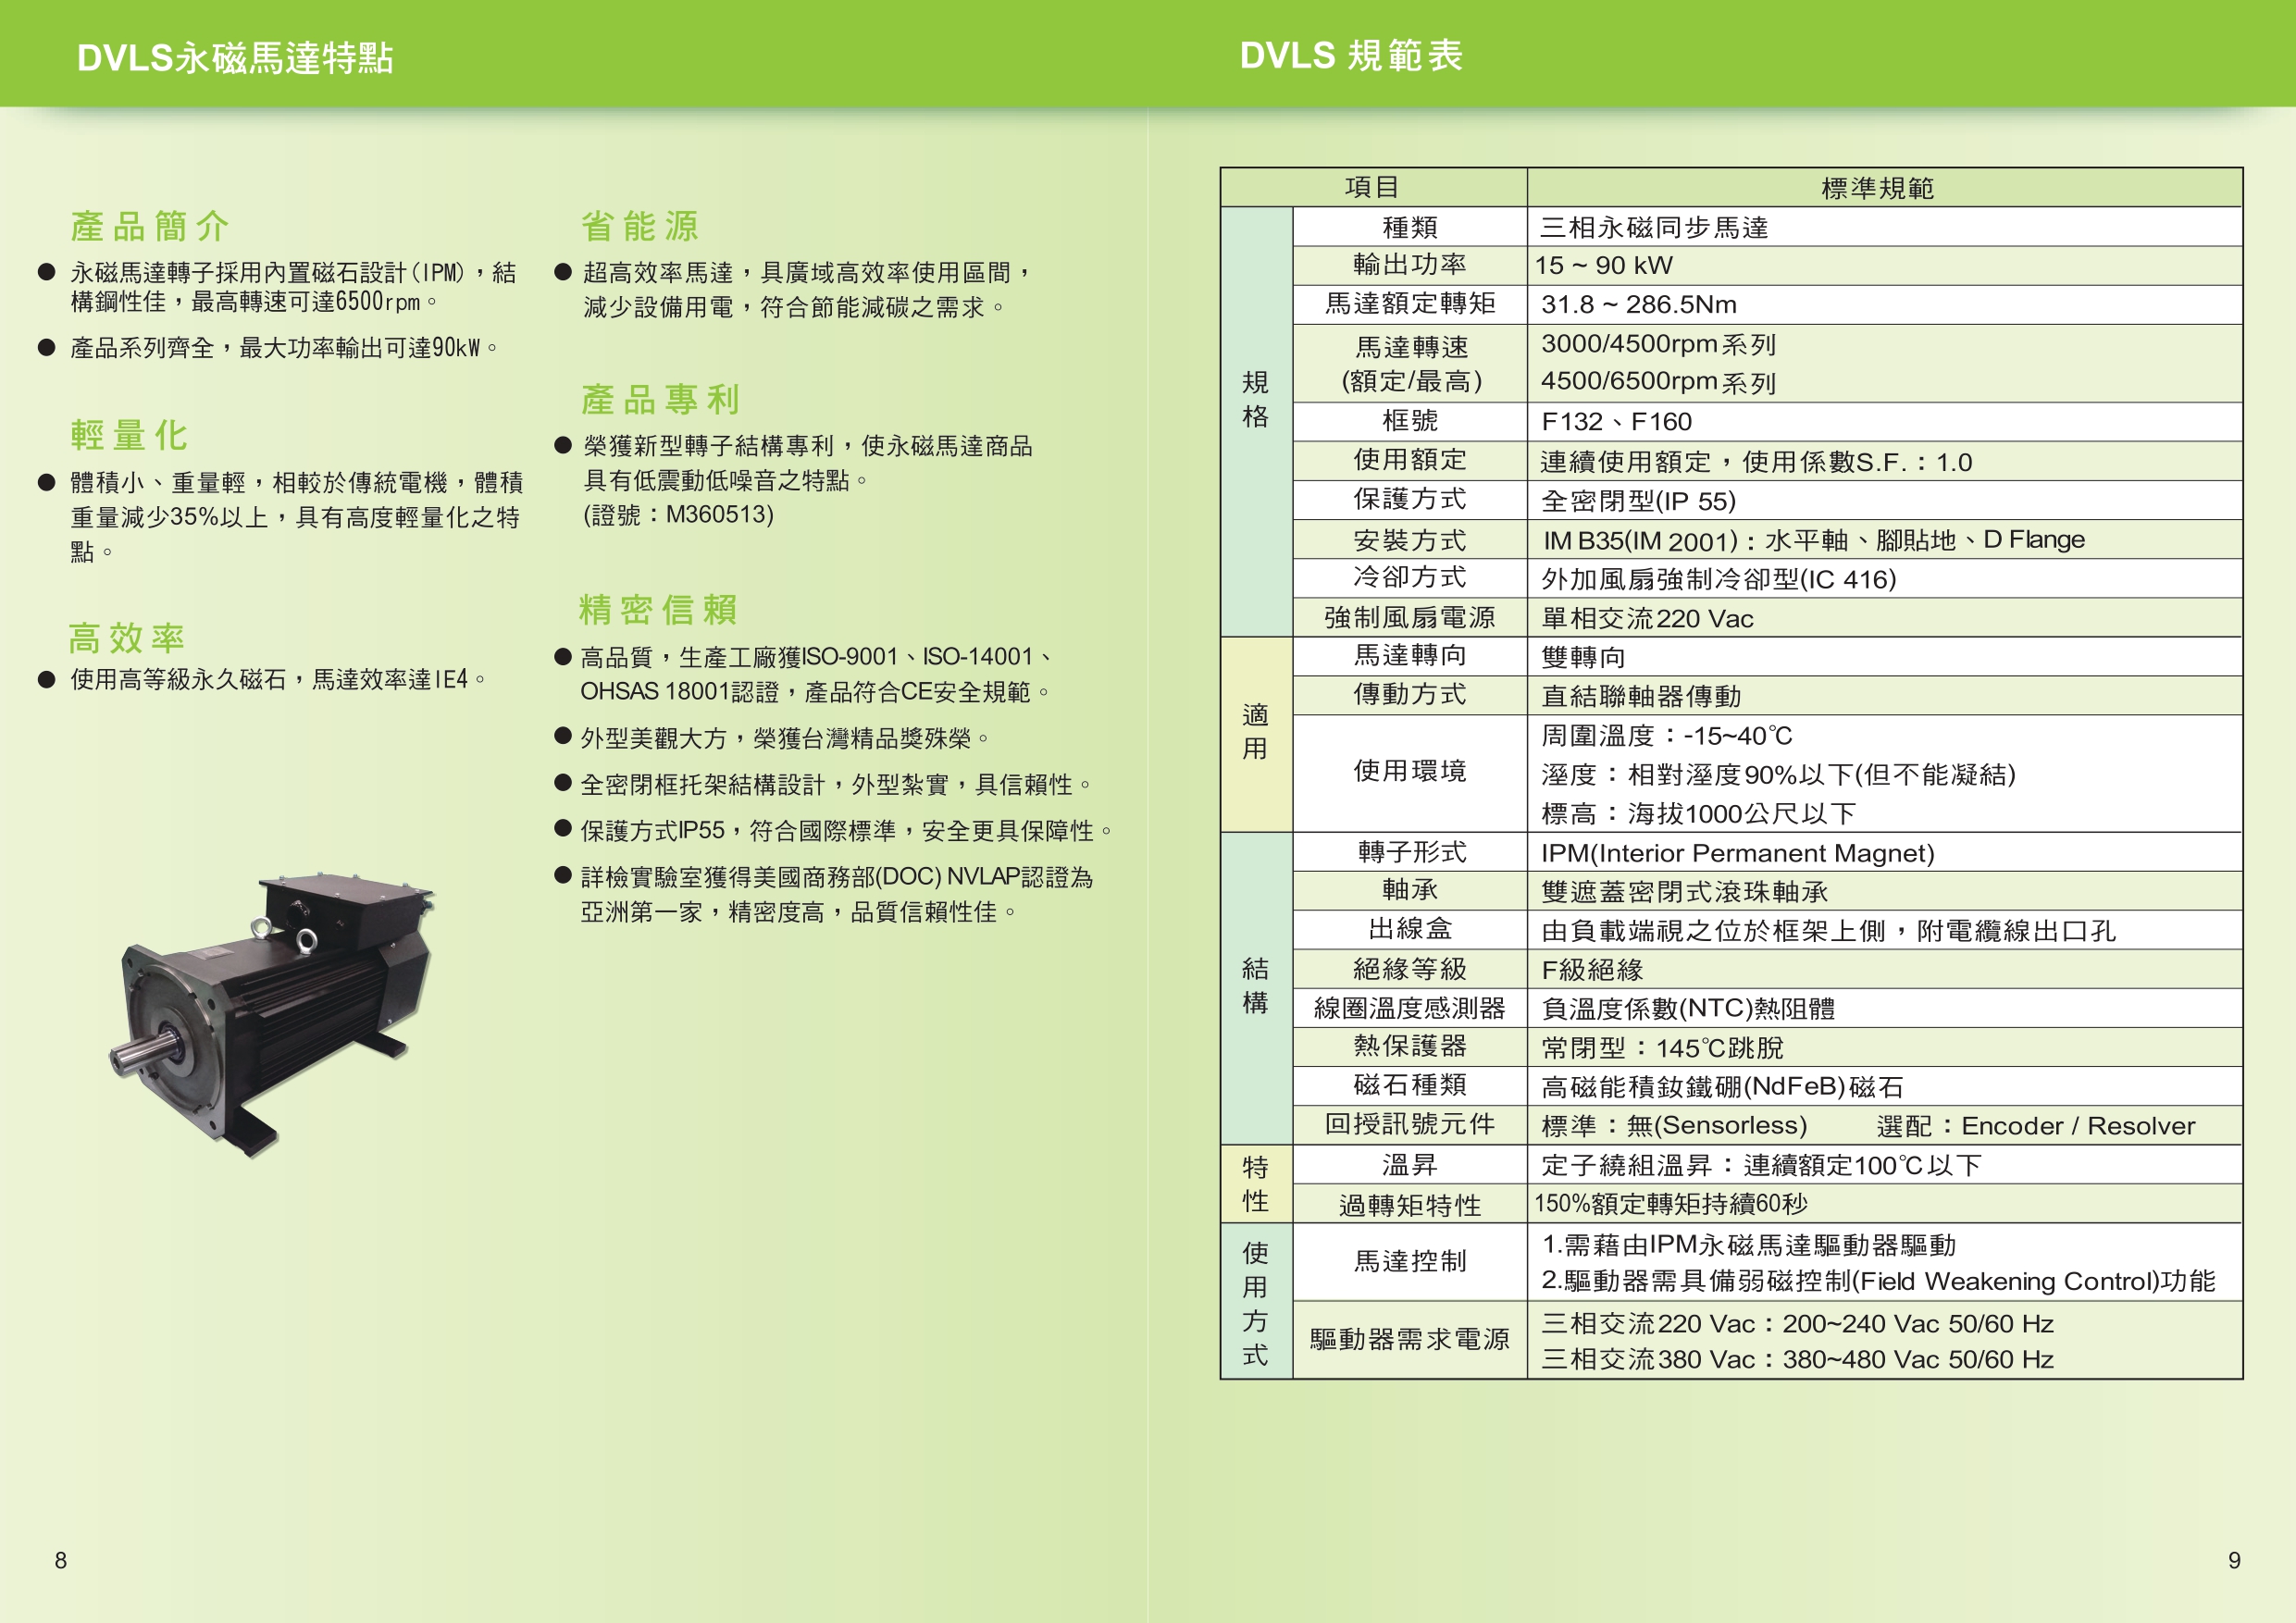 DVLS永磁馬達特點
產品簡介
● 永磁馬達轉子採用內置磁石設計(IPM)，結
構鋼性佳，最高轉速可達6500rpm。
● 產品系列齊全，最大功率輸出可達90kW。
輕量化
● 體積小、重量輕，相較於傳統電機，體積
重量減少35%以上，具有高度輕量化之特
點。
高效率
● 使用高等級永久磁石，馬達效率達IE4。
省能源
● 超高效率馬達，具廣域高效率使用區間，
減少設備用電，符合節能減碳之需求。
產品專利
● 榮獲新型轉子結構專利，使永磁馬達商品
具有低震動低噪音之特點。
(證號：M360513)
精密信賴
● 高品質，生產工廠獲ISO-9001、ISO-14001、
OHSAS 18001認證，產品符合CE安全規範。
● 外型美觀大方，榮獲台灣精品獎殊榮。
● 全密閉框托架結構設計，外型紮實，具信賴性。
● 保護方式IP55，符合國際標準，安全更具保障性。
● 詳檢實驗室獲得美國商務部(DOC) NVLAP認證為
亞洲第一家，精密度高，品質信賴性佳。
8
DVLS 規範表
項目 標準規範
規格
種類 三相永磁同步馬達
輸出功率 15 ~ 90 kW
馬達額定轉矩 31.8 ~ 286.5Nm
馬達轉速 3000/4500rpm系列
(額定/最高) 4500/6500rpm系列
框號 F132、F160
使用額定 連續使用額定，使用係數S.F.：1.0
保護方式 全密閉型(IP 55)
安裝方式 IM B35(IM 2001)：水平軸、腳貼地、D Flange
冷卻方式 外加風扇強制冷卻型(IC 416)
強制風扇電源 單相交流220 Vac
適用
馬達轉向 雙轉向
傳動方式 直結聯軸器傳動
使用環境 周圍溫度：-15~40℃
溼度：相對溼度90%以下(但不能凝結)
標高：海拔1000公尺以下
結構
轉子形式 IPM(Interior Permanent Magnet)
軸承 雙遮蓋密閉式滾珠軸承
出線盒 由負載端視之位於框架上側，附電纜線出口孔
絕緣等級 F級絕緣
線圈溫度感測器 負溫度係數(NTC)熱阻體
熱保護器 常閉型：145℃跳脫
磁石種類 高磁能積釹鐵硼(NdFeB)磁石
回授訊號元件 標準：無(Sensorless) 選配：Encoder / Resolver
特性
溫昇 定子繞組溫昇：連續額定100℃以下
過轉矩特性 150%額定轉矩持續60秒
使用方式
馬達控制 1.需藉由IPM永磁馬達驅動器驅動
2.驅動器需具備弱磁控制(Field Weakening Control)功能
驅動器需求電源 三相交流220 Vac：200~240 Vac 50/60 Hz
三相交流380 Vac：380~480 Vac 50/60 Hz
9